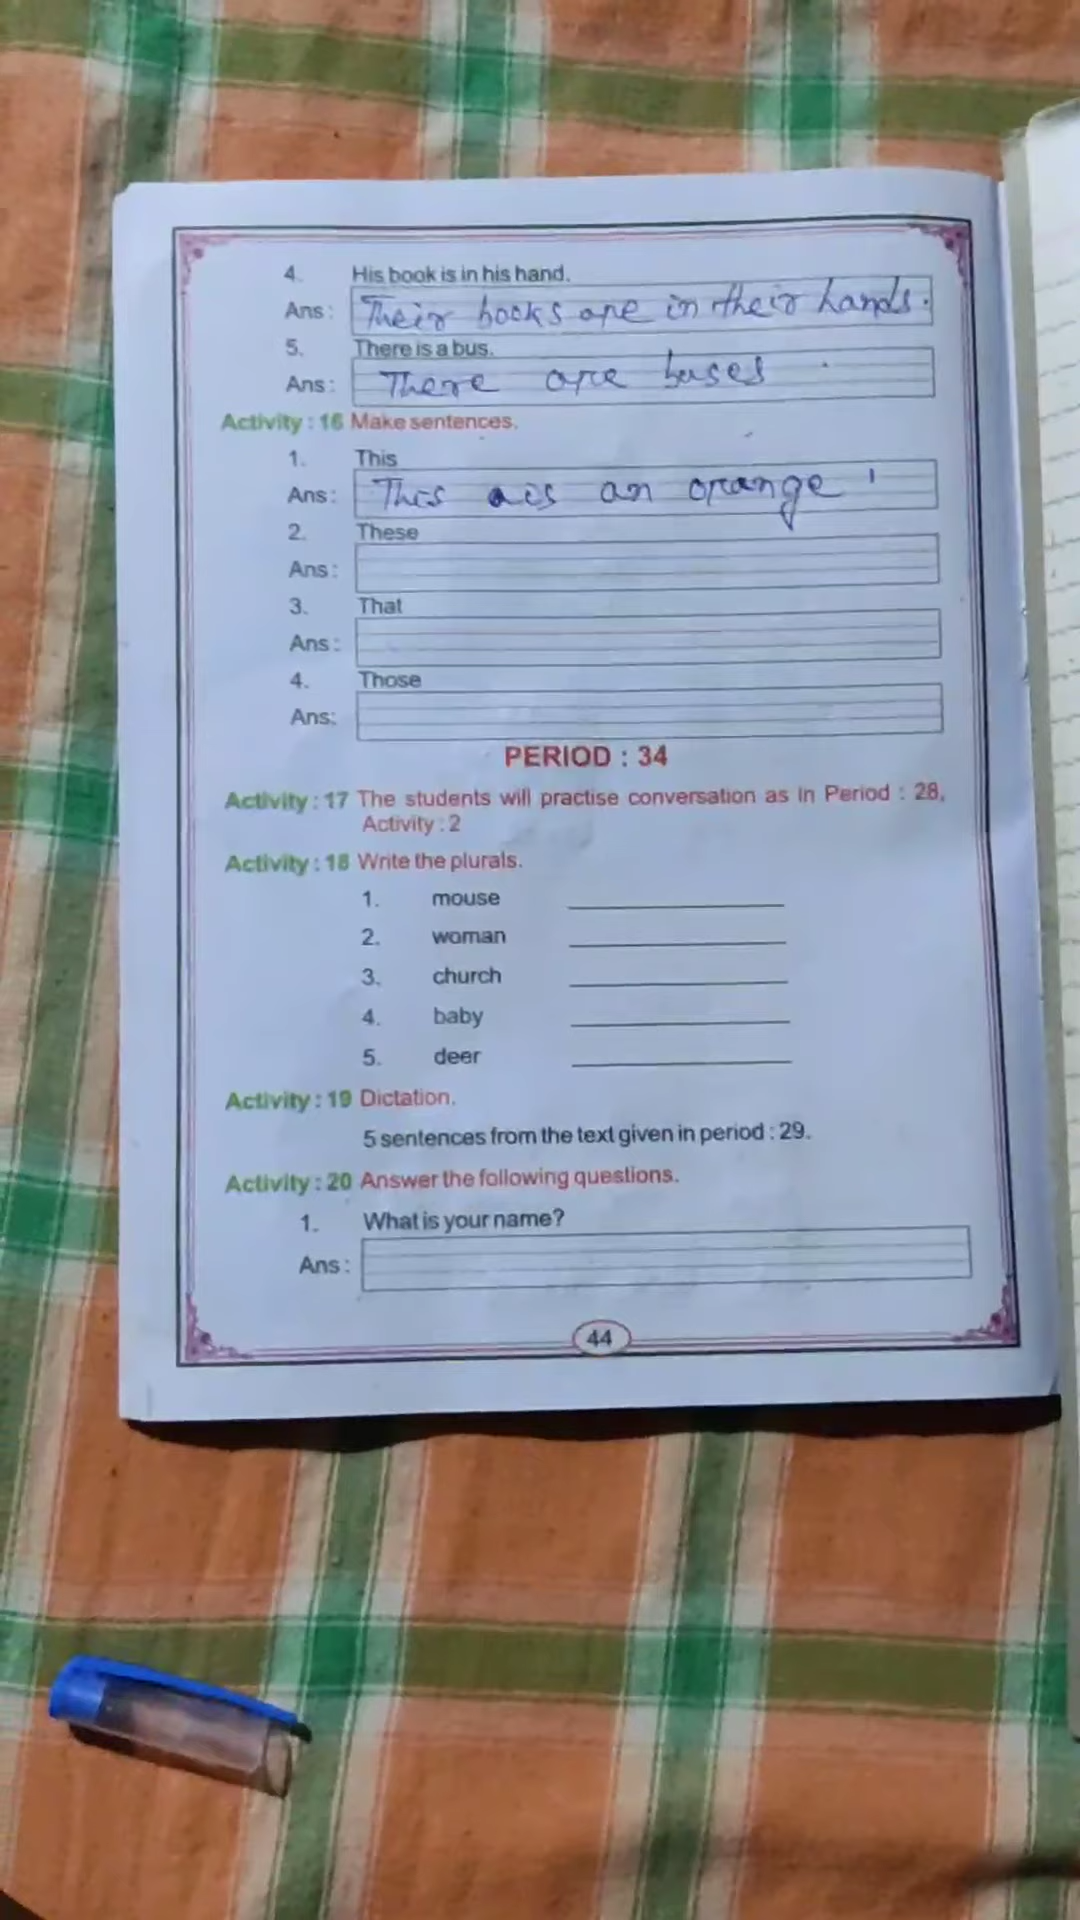 4. His book is in his hand.
Ans: Their books are in their hands.
5. There is a bus.
Ans: There are buses .
Activity : 16 Make sentences.
1. This
Ans: This is an orange
2. These
Ans :
3. That
Ans :
4. Those
Ans:
PERIOD : 34
Activity : 17 The students will practise conversation as in Period : 28,
Activity : 2
Activity : 18 Write the plurals.
1. mouse
2. woman
3. church
4. baby
5. deer
Activity : 19 Dictation.
5 sentences from the text given in period : 29.
Activity : 20 Answer the following questions.
1. What is your name?
Ans :
44